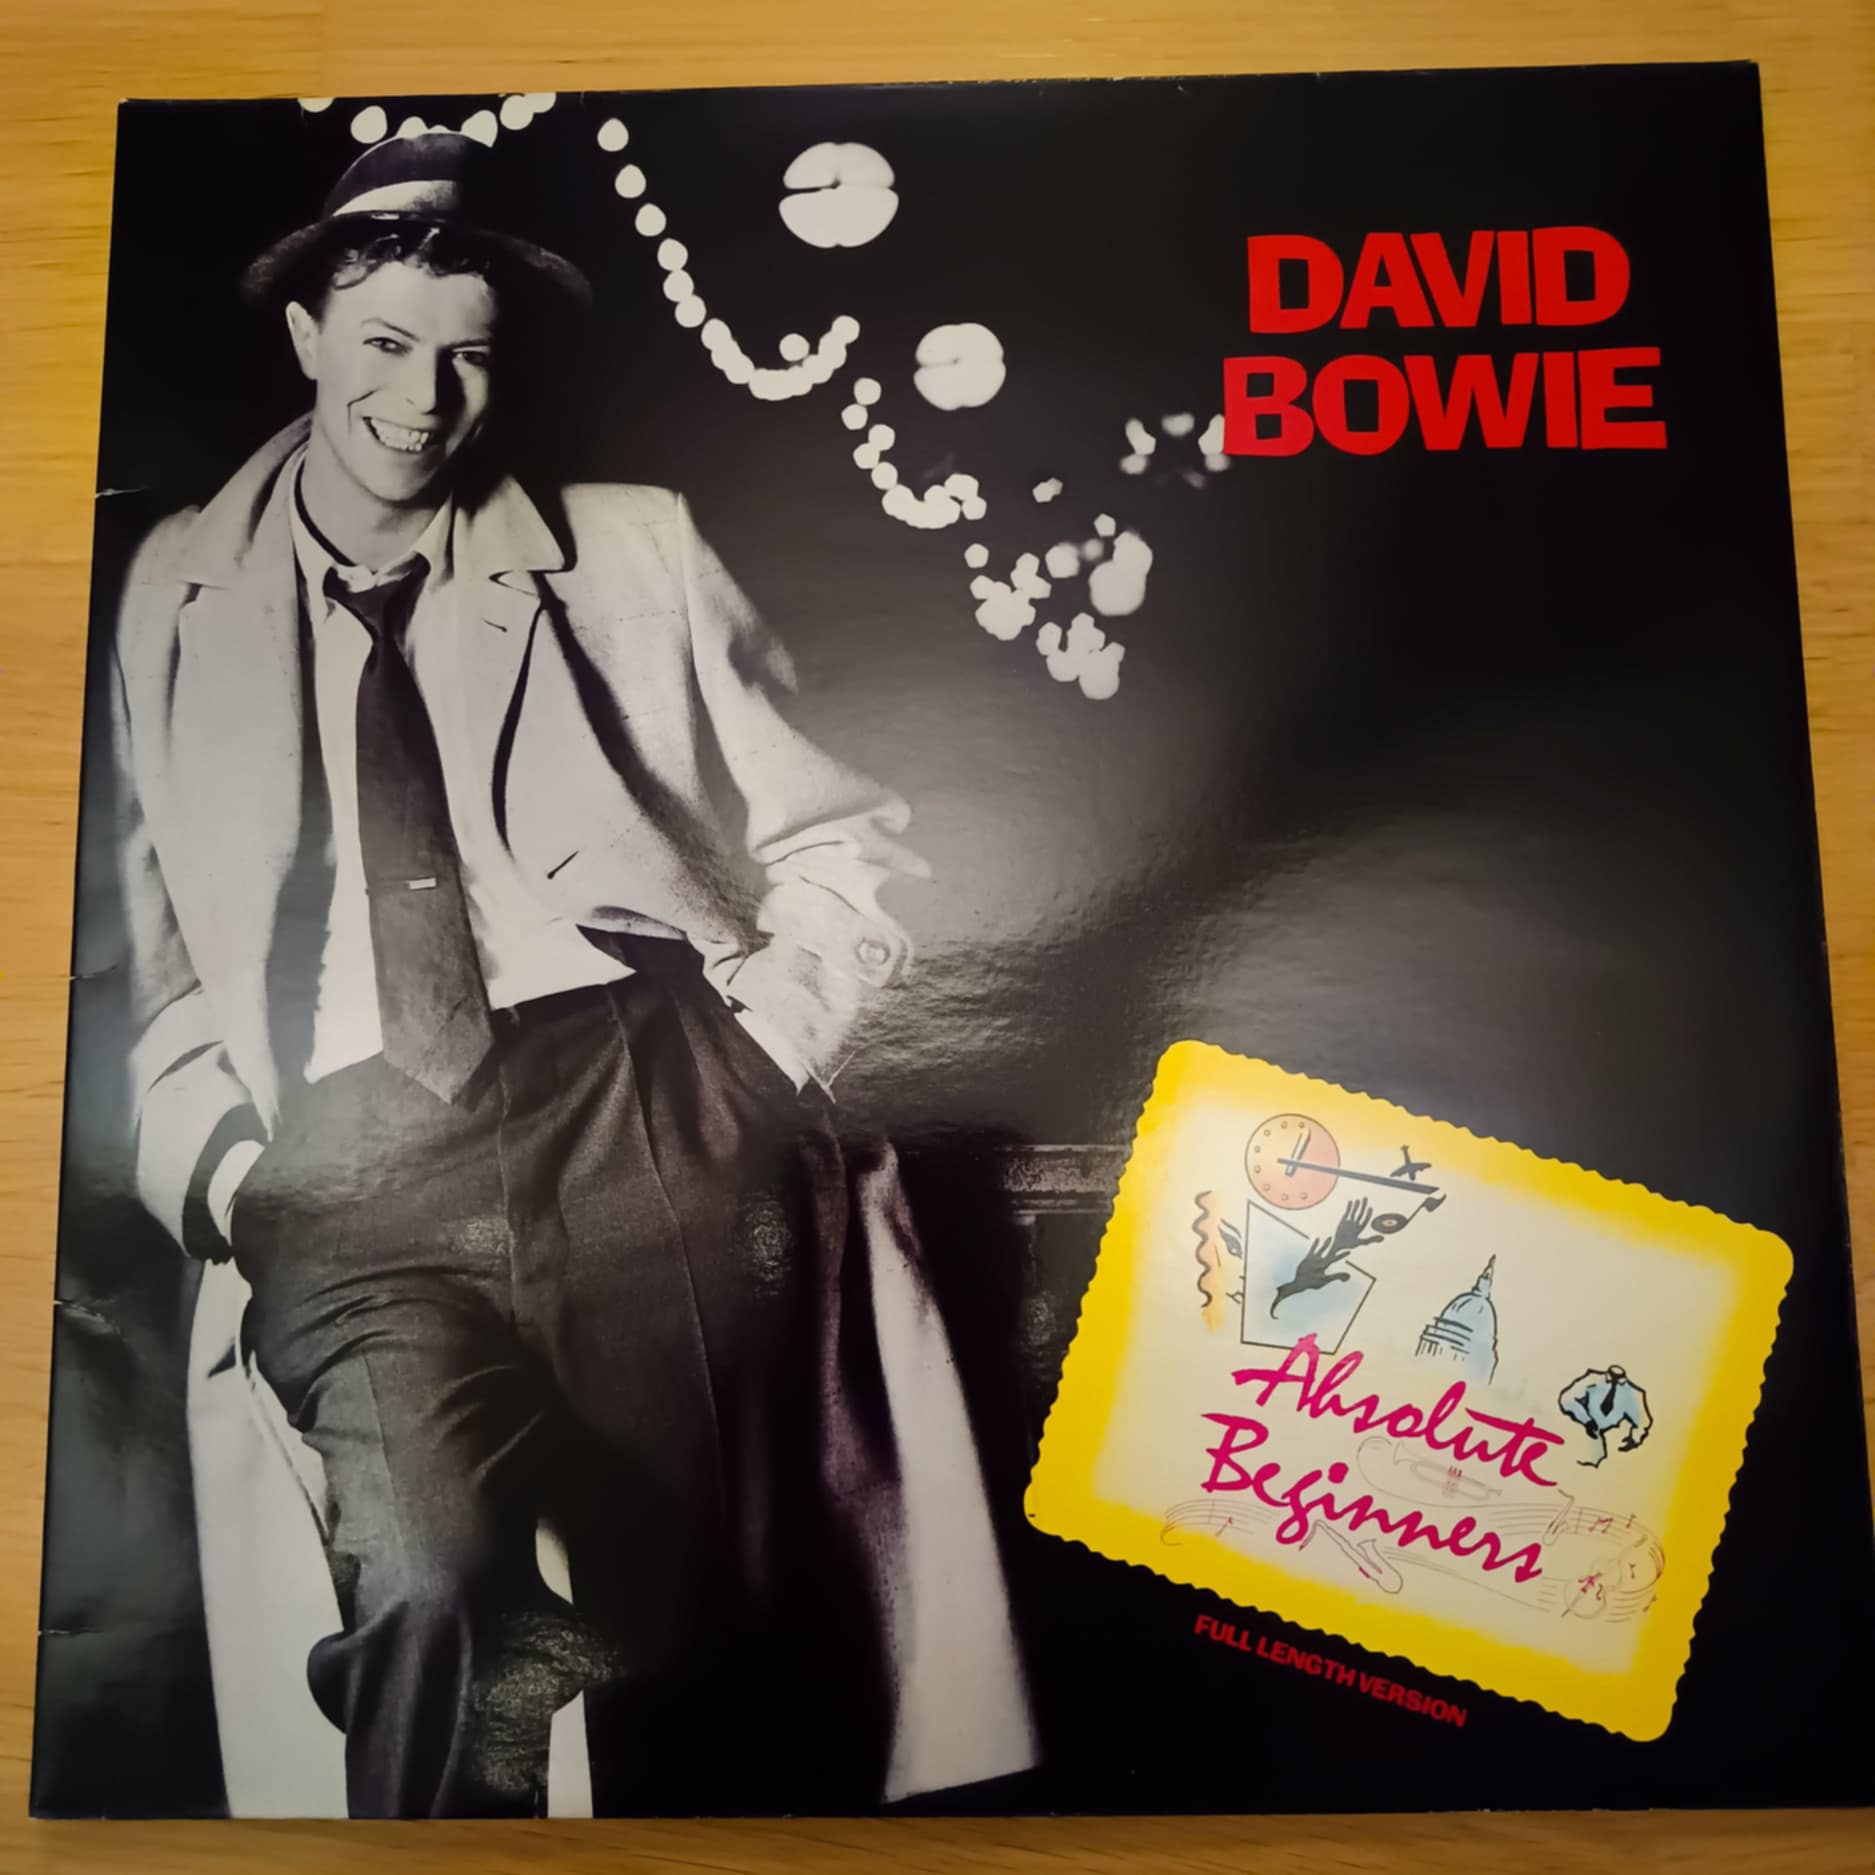 DAVID
BOWIE
Absolute
Beginners
FULL LENGTH VERSION